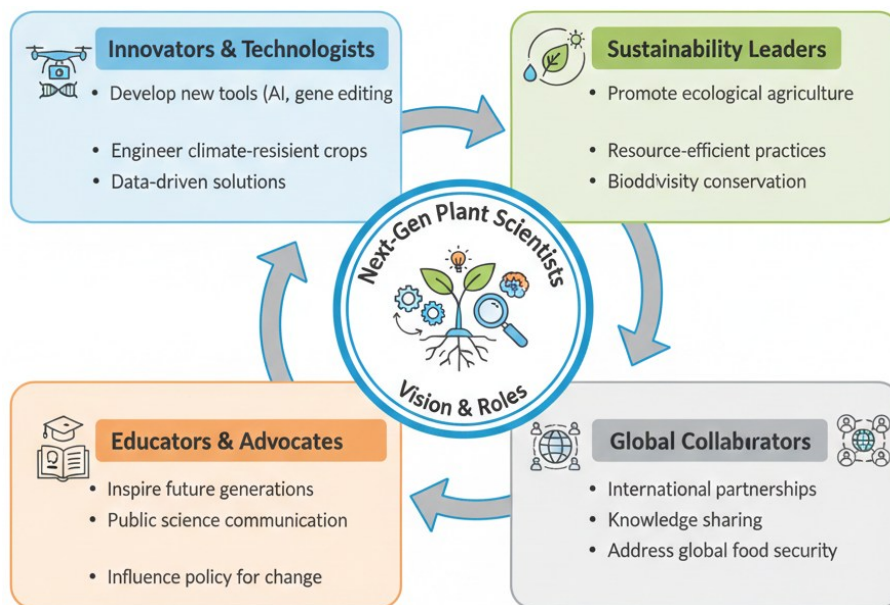 Innovators & Technologists
• Develop new tools (AI, gene editing
• Engineer climate-resisient crops
• Data-driven solutions
Sustainability Leaders
• Promote ecological agriculture
• Resource-efficient practices
• Bioddivisity conservation
Next-Gen Plant Scientists
Vision & Roles
Educators & Advocates
• Inspire future generations
• Public science communication
• Influence policy for change
Global Collabırators
• International partnerships
• Knowledge sharing
• Address global food security